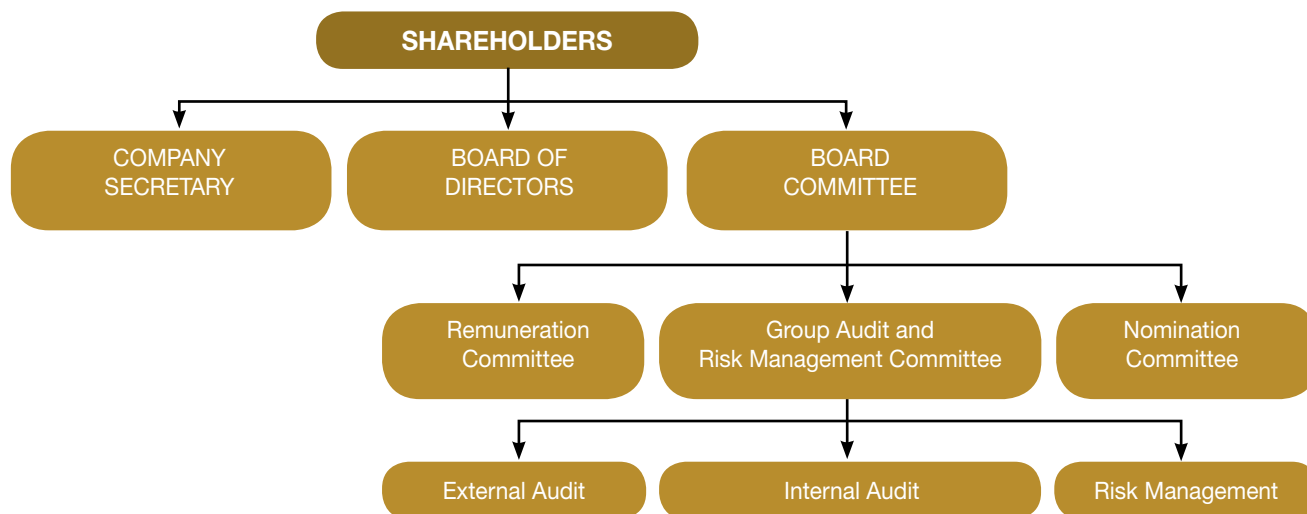 SHAREHOLDERS
COMPANY
SECRETARY
BOARD OF
DIRECTORS
BOARD
COMMITTEE
Remuneration
Committee
Group Audit and
Risk Management Committee
Nomination
Committee
External Audit
Internal Audit
Risk Management